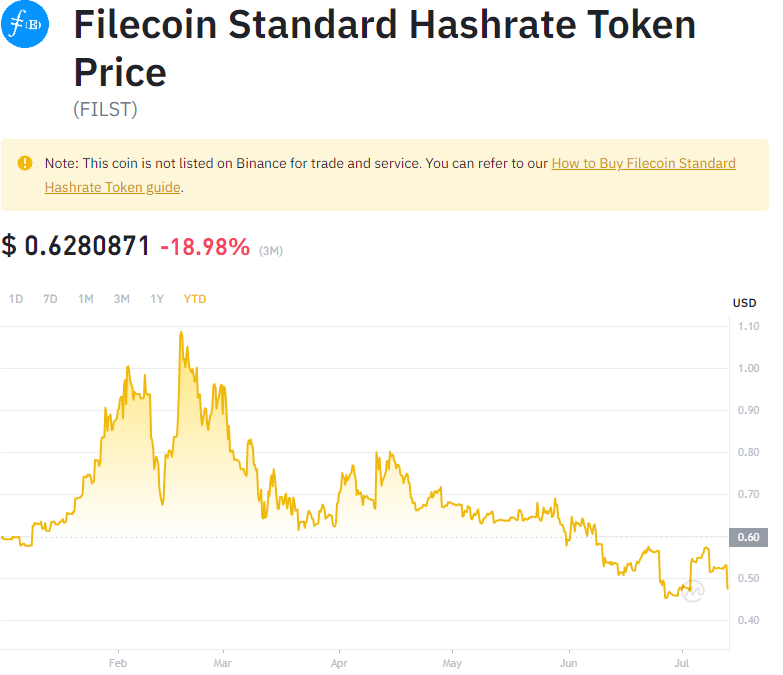 Filecoin Standard Hashrate Token
Price
(FILST)
Note: This coin is not listed on Binance for trade and service. You can refer to our How to Buy Filecoin Standard
Hashrate Token guide.
$ 0.6280871 -18.98% (3M)
1D 7D 1M 3M 1Y YTD
USD
1.10
1.00
0.90
0.80
0.70
0.60
0.50
0.40
Feb Mar Apr May Jun Jul